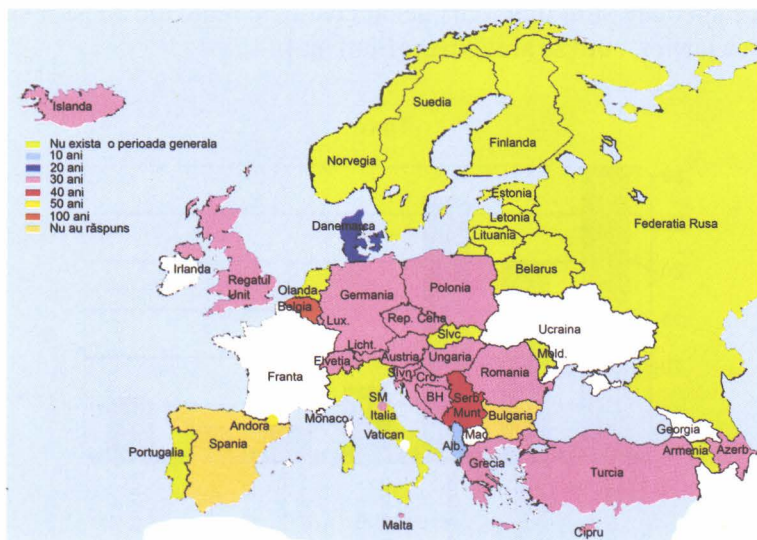 Islanda
Nu exista o perioada generala
10 ani
20 ani
30 ani
40 ani
50 ani
100 ani
Nu au răspuns
Suedia
Finlanda
Norvegia
Estonia
Letonia
Lituania
Federatia Rusa
Danemarca
Belarus
Irlanda
Regatul
Unit
Olanda
Belgia
Germania
Polonia
Lux.
Rep. Ceha
Ucraina
Slvc.
Licht.
Mold.
Elvetia
Austria
Ungaria
Franta
Slvn.
Cro.
Romania
BH
Serb.
SM
Munt
Italia
Bulgaria
Monaco
Andora
Vatican
Mac.
Georgia
Portugalia
Spania
Alb.
Armenia
Azerb.
Grecia
Turcia
Malta
Cipru